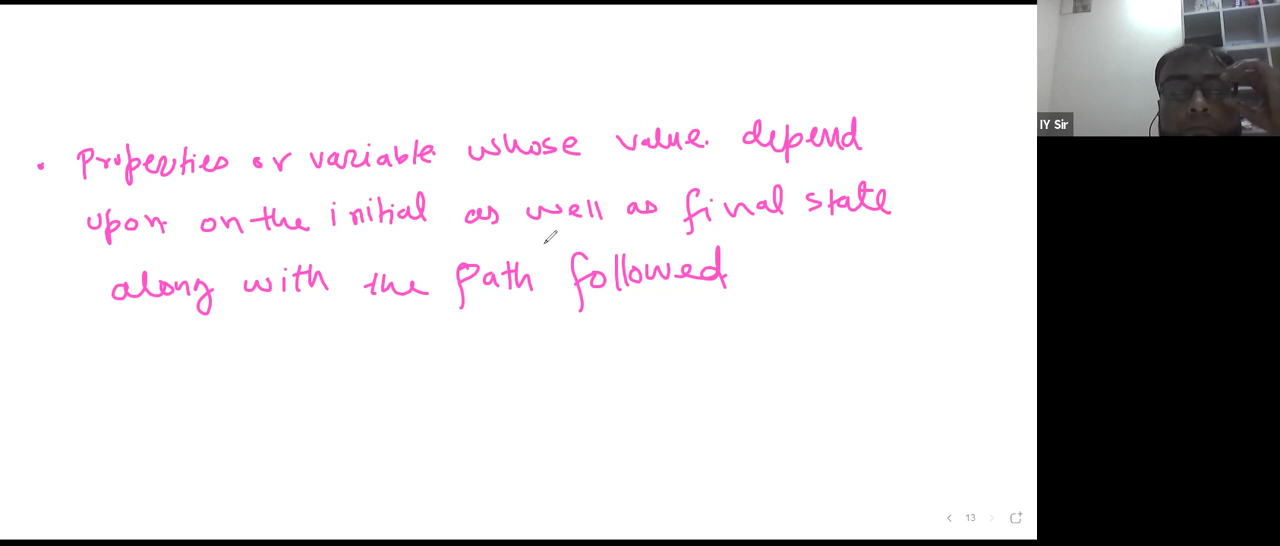 • Properties or variable whose value. depend
upon on the initial as well as final state
along with the path followed
IY Sir
13